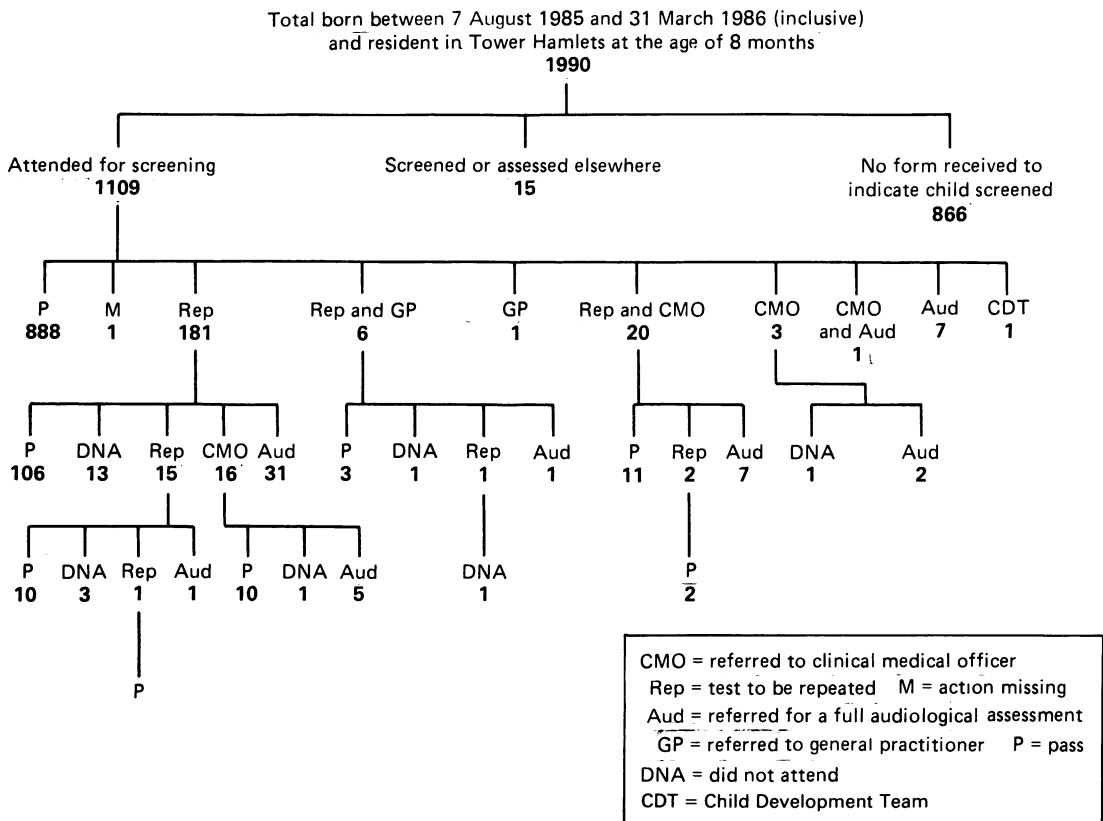 Total born between 7 August 1985 and 31 March 1986 (inclusive)
and resident in Tower Hamlets at the age of 8 months
1990
Attended for screening
1109
Screened or assessed elsewhere
15
No form received to
indicate child screened
866
P M Rep Rep and GP GP Rep and CMO CMO CMO and Aud Aud CDT
888 1 181 6 1 20 3 1 7 1
P DNA Rep CMO Aud P DNA Rep Aud P Rep Aud DNA Aud
106 13 15 16 31 3 1 1 1 11 2 7 1 2
P DNA Rep Aud P DNA Aud DNA P
10 3 1 1 10 1 5 1 2
P
CMO = referred to clinical medical officer
Rep = test to be repeated M = action missing
Aud = referred for a full audiological assessment
GP = referred to general practitioner P = pass
DNA = did not attend
CDT = Child Development Team